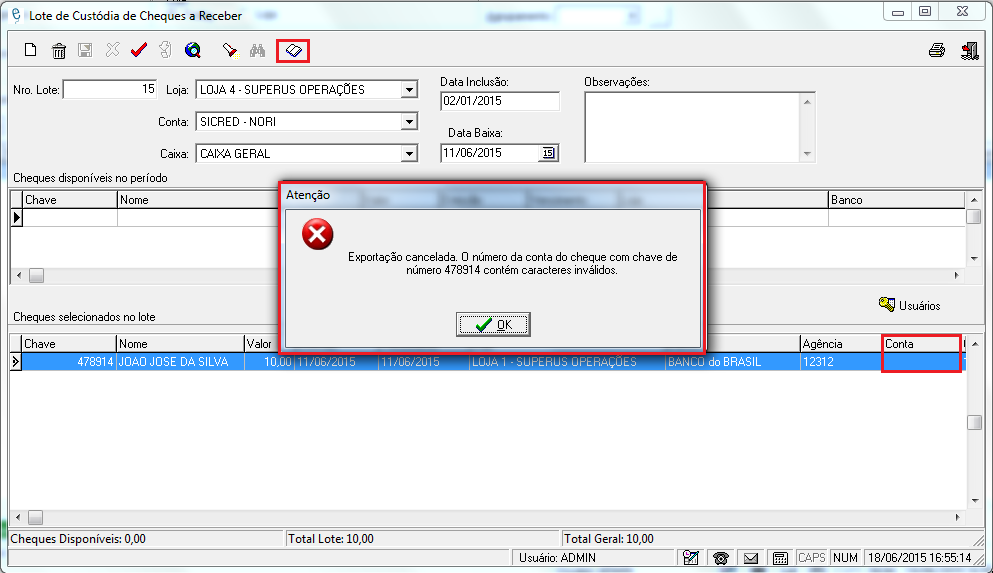 Lote de Custódia de Cheques a Receber
Nro. Lote: 15 Loja: LOJA 4 - SUPERUS OPERAÇÕES
Data Inclusão:
02/01/2015
Observações:
Conta: SICRED - NORI
Data Baixa:
Caixa: CAIXA GERAL
11/06/2015 15
Cheques disponíveis no período
Chave Nome Banco
Atenção
Exportação cancelada. O número da conta do cheque com chave de
número 478914 contém caracteres inválidos.
OK
Usuários
Cheques selecionados no lote
Chave Nome Valor Agência Conta
478914 JOAO JOSE DA SILVA 10,00 11/06/2015 11/06/2015 LOJA 1 - SUPERUS OPERAÇÕES BANCO do BRASIL 12312
Cheques Disponíveis: 0,00 Total Lote: 10,00 Total Geral: 10,00
Usuário: ADMIN CAPS NUM 18/06/2015 16:55:14